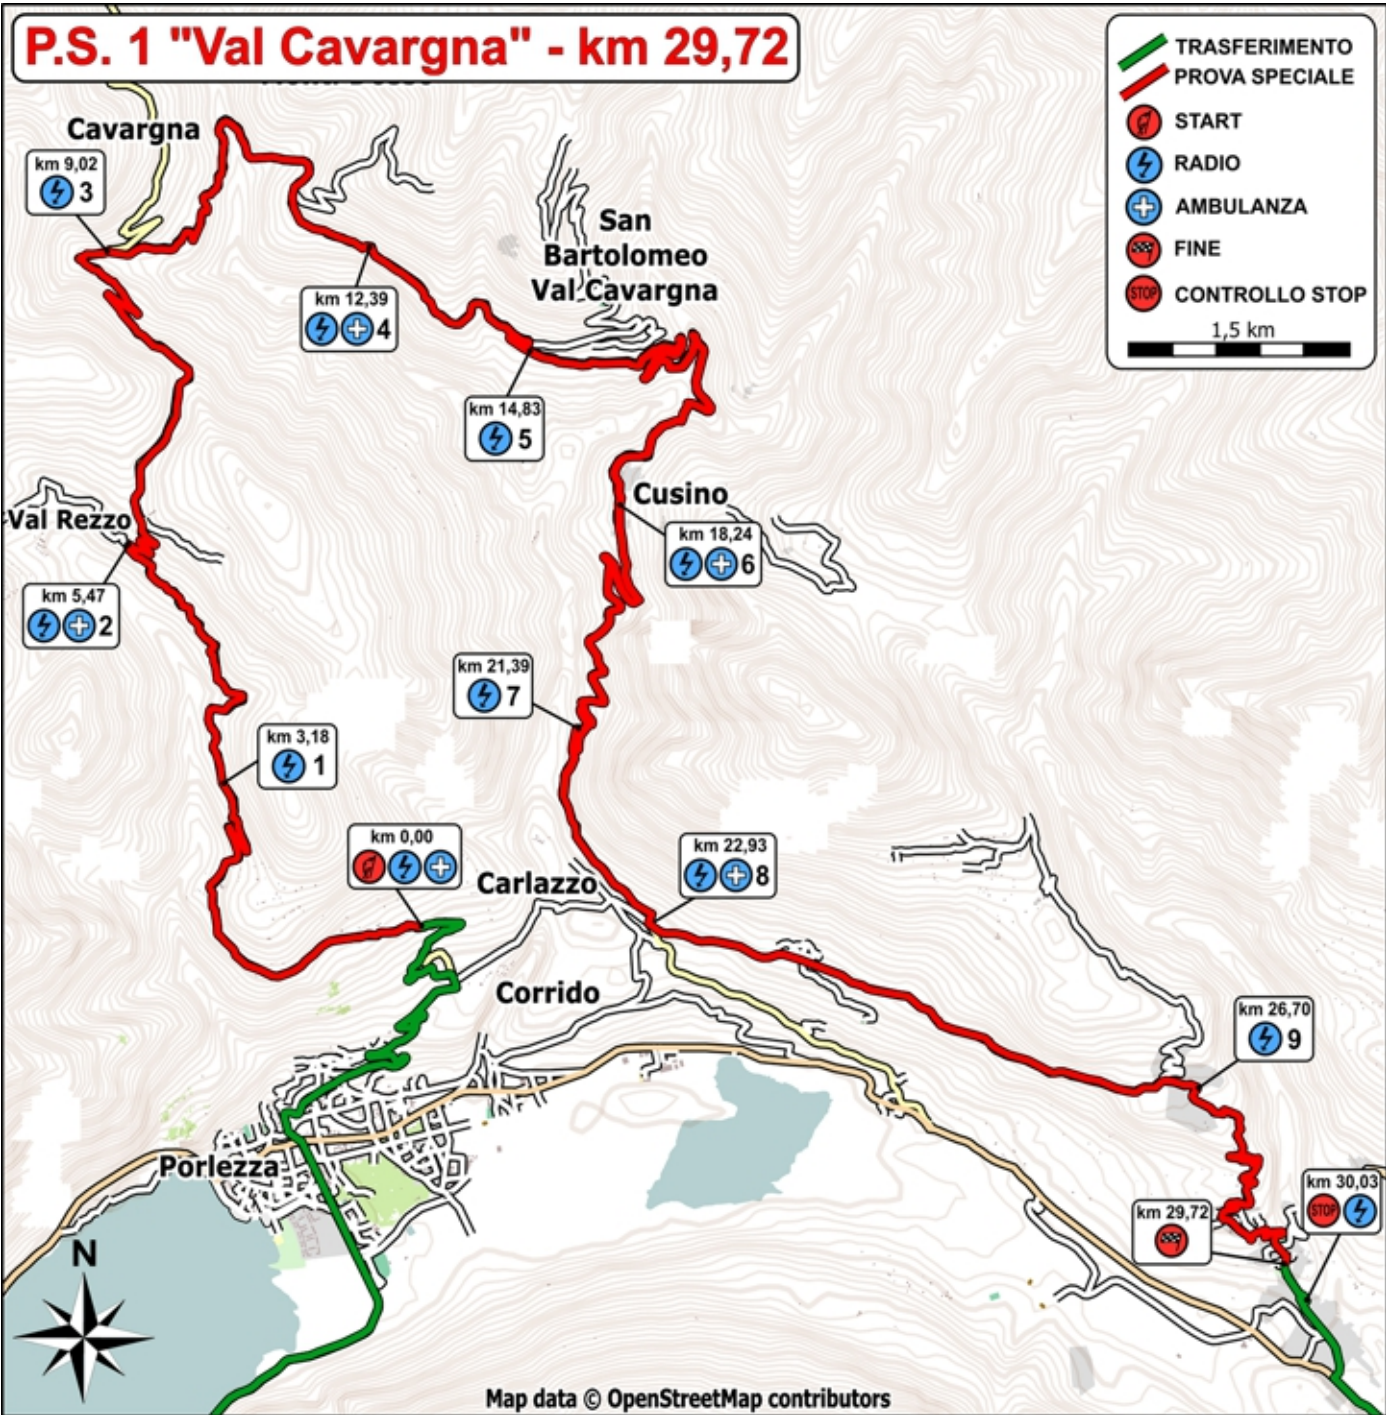 P.S. 1 "Val Cavargna" - km 29,72
TRASFERIMENTO
PROVA SPECIALE
START
RADIO
AMBULANZA
FINE
STOP
CONTROLLO STOP
1,5 km
Cavargna
km 9,02
3
San
Bartolomeo
Val Cavargna
km 12,39
4
km 14,83
5
Cusino
Val Rezzo
km 18,24
6
km 5,47
2
km 21,39
7
km 3,18
1
km 0,00
km 22,93
8
Carlazzo
Corrido
km 26,70
9
Porlezza
km 30,03
STOP
km 29,72
N
Map data © OpenStreetMap contributors